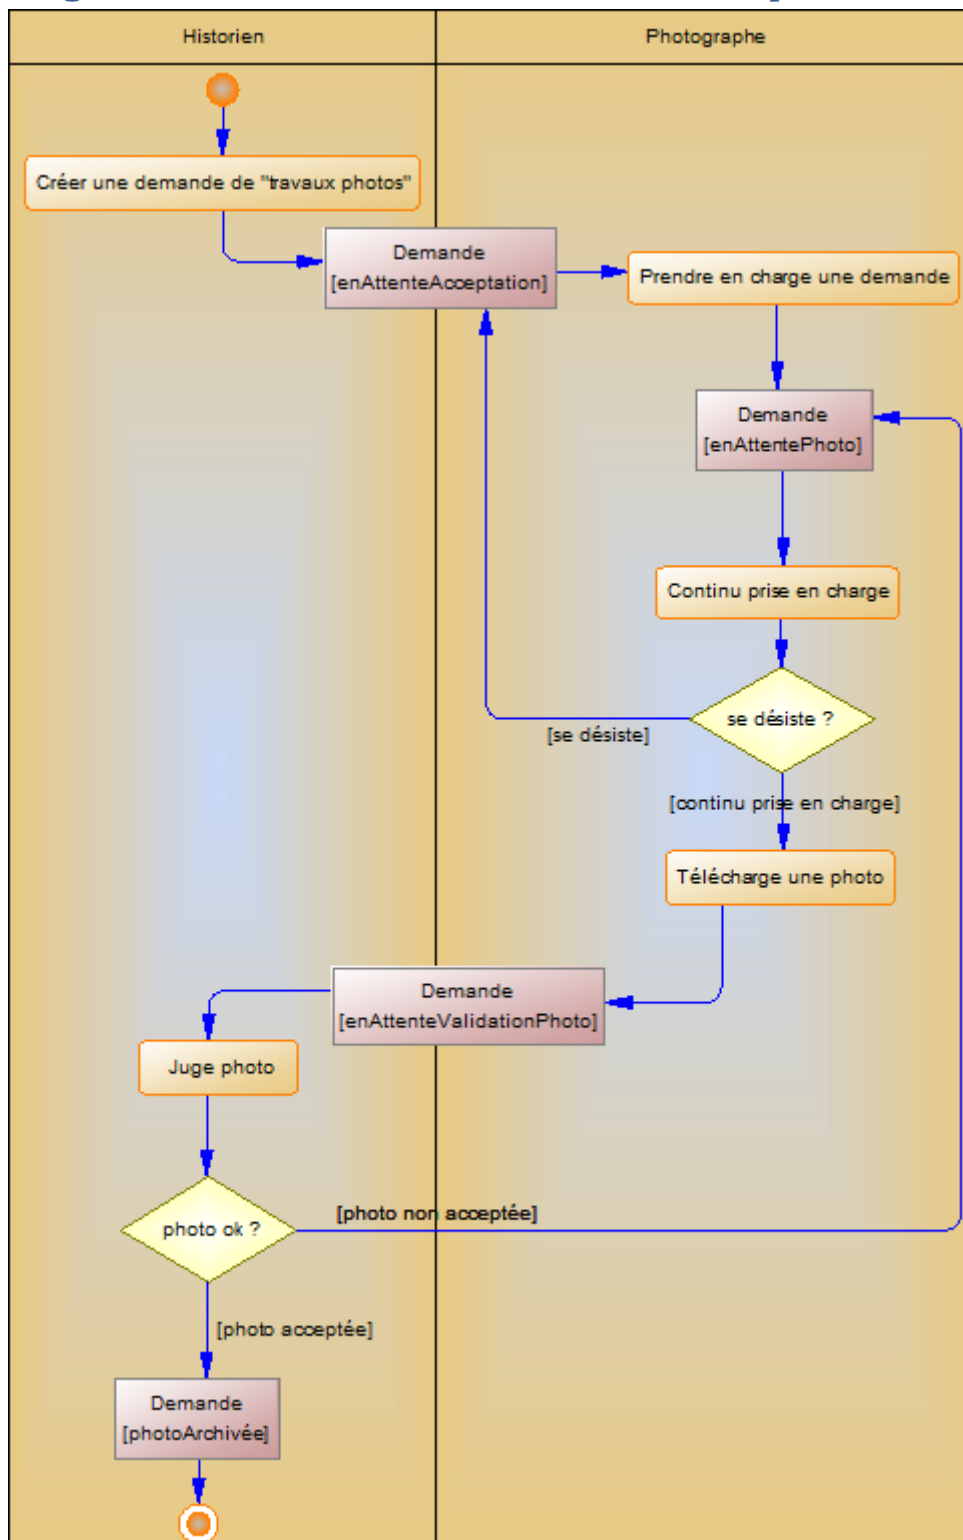 Historien
Photographe
Créer une demande de "travaux photos"
Demande
[enAttenteAcceptation]
Prendre en charge une demande
Demande
[enAttentePhoto]
Continu prise en charge
se désiste ?
[se désiste]
[continu prise en charge]
Télécharge une photo
Demande
[enAttenteValidationPhoto]
Juge photo
photo ok ?
[photo non acceptée]
[photo acceptée]
Demande
[photoArchivée]